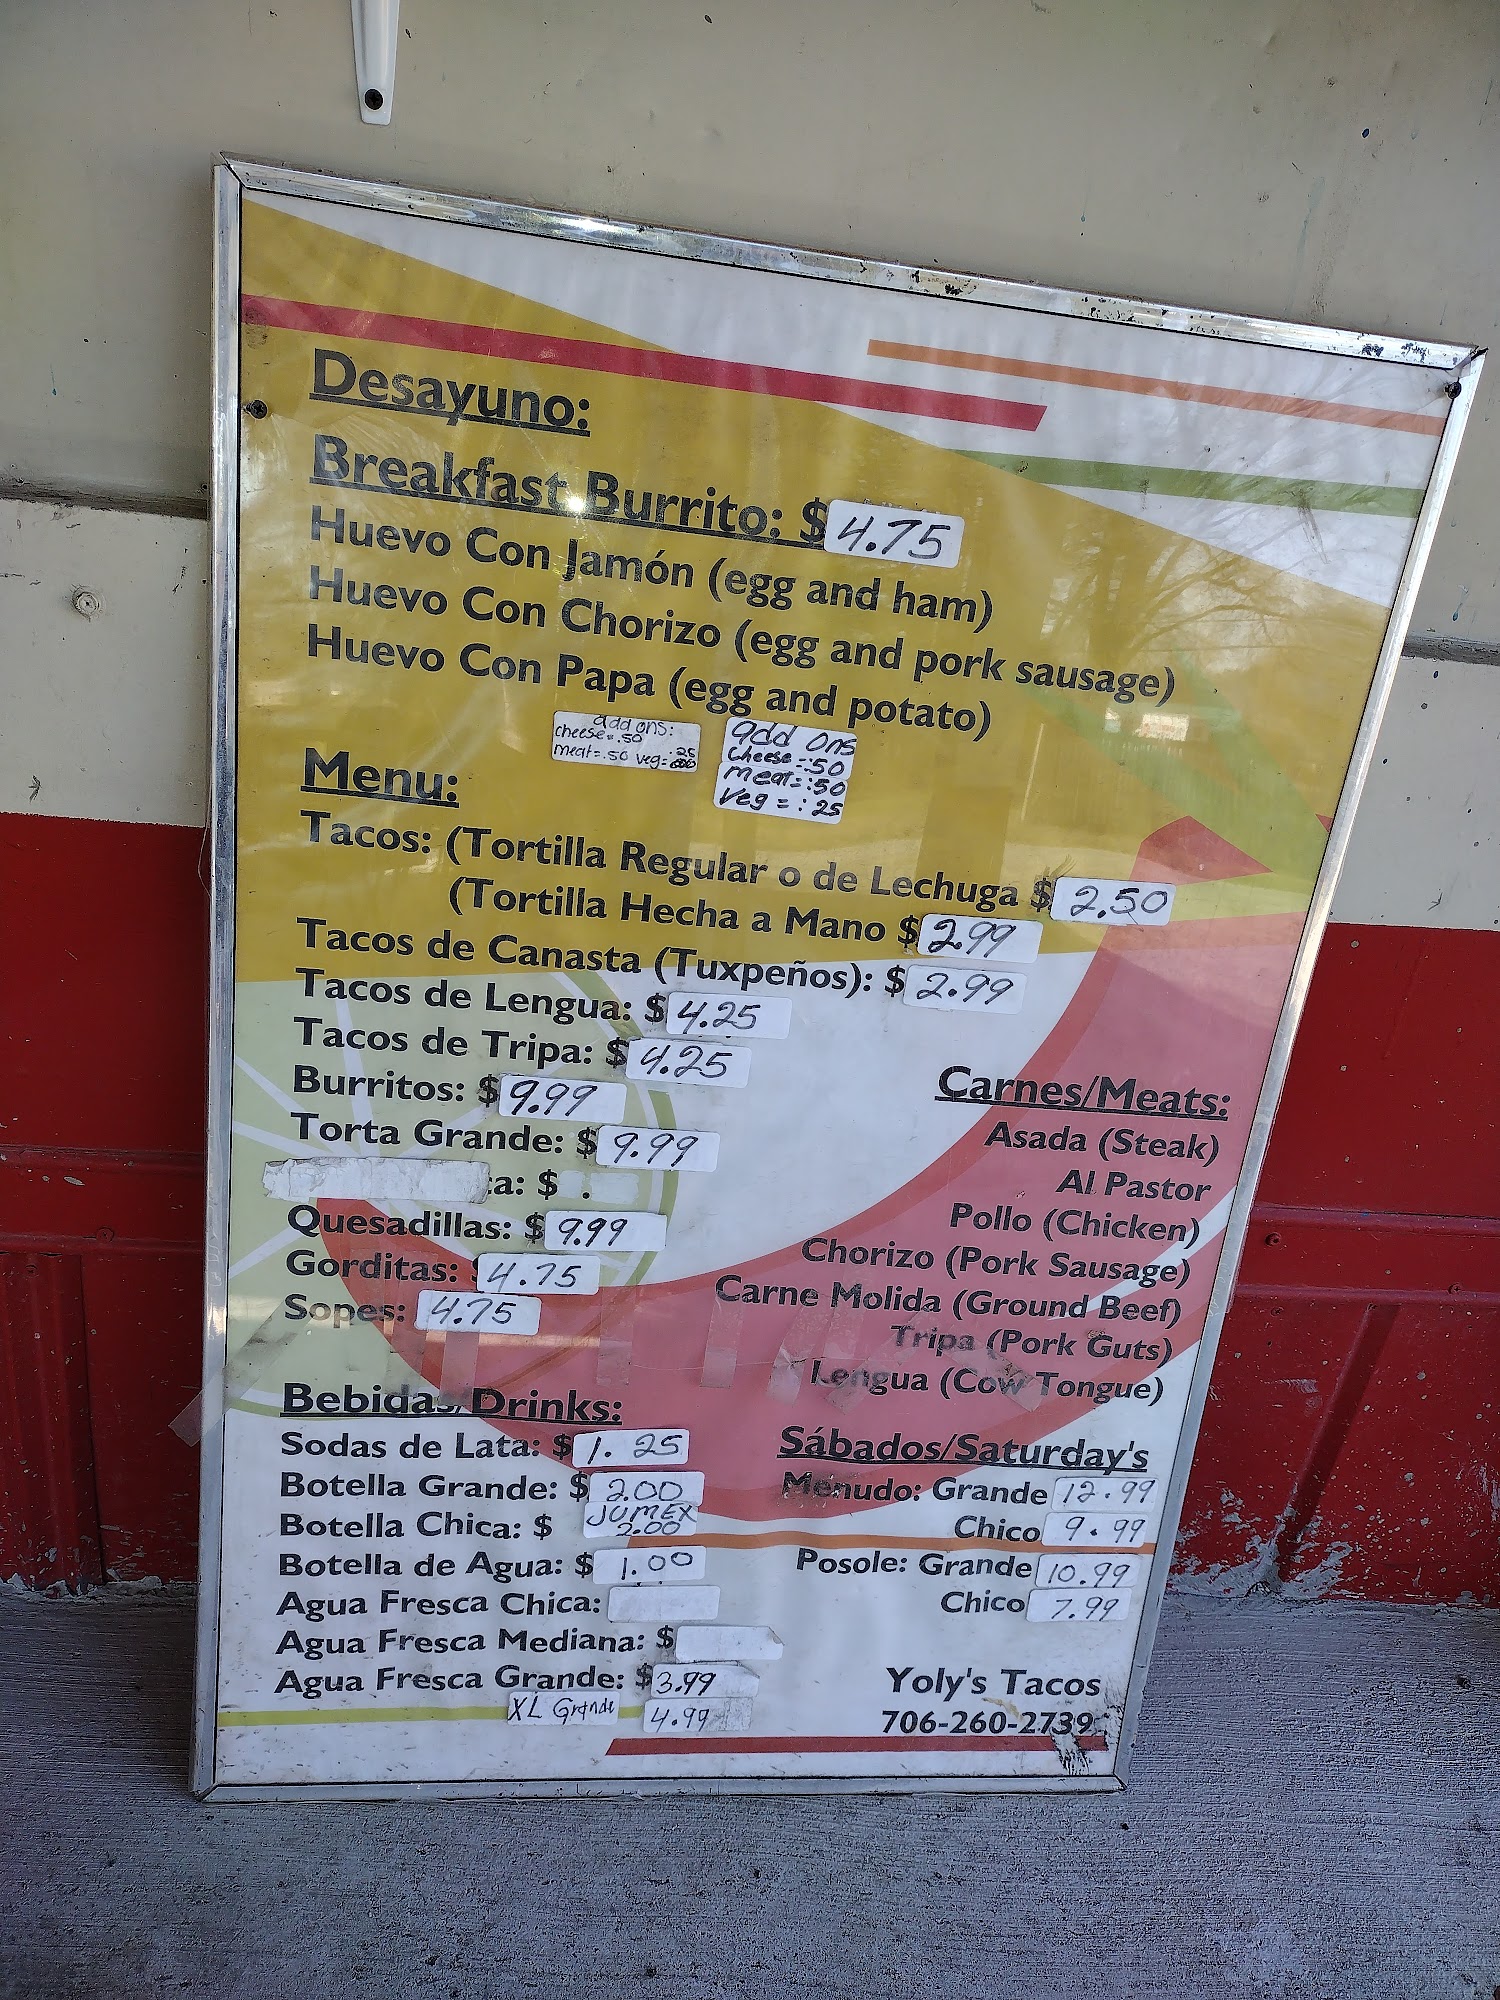 Desayuno:
Breakfast Burrito: $ 4.75
Huevo Con Jamón (egg and ham)
Huevo Con Chorizo (egg and pork sausage)
Huevo Con Papa (egg and potato)
add ons:
cheese=.50
meat=.50 veg=.25
add ons
cheese=:50
meat=:50
veg=:25
Menu:
Tacos: (Tortilla Regular o de Lechuga $ 2.50
(Tortilla Hecha a Mano $ 2.99
Tacos de Canasta (Tuxpeños): $ 2.99
Tacos de Lengua: $ 4.25
Tacos de Tripa: $ 4.25
Burritos: $ 9.99
Torta Grande: $ 9.99
ta: $ .
Quesadillas: $ 9.99
Gorditas: 4.75
Sopes: 4.75
Carnes/Meats:
Asada (Steak)
Al Pastor
Pollo (Chicken)
Chorizo (Pork Sausage)
Carne Molida (Ground Beef)
Tripa (Pork Guts)
Lengua (Cow Tongue)
Bebidas/Drinks:
Sodas de Lata: $ 1.25
Botella Grande: $ 2.00
JUMEX
Botella Chica: $ 2.00
Botella de Agua: $ 1.00
Agua Fresca Chica:
Agua Fresca Mediana: $
Agua Fresca Grande: $ 3.99
XL Grande 4.99
Sábados/Saturday's
Menudo: Grande 12.99
Chico 9.99
Posole: Grande 10.99
Chico 7.99
Yoly's Tacos
706-260-2739